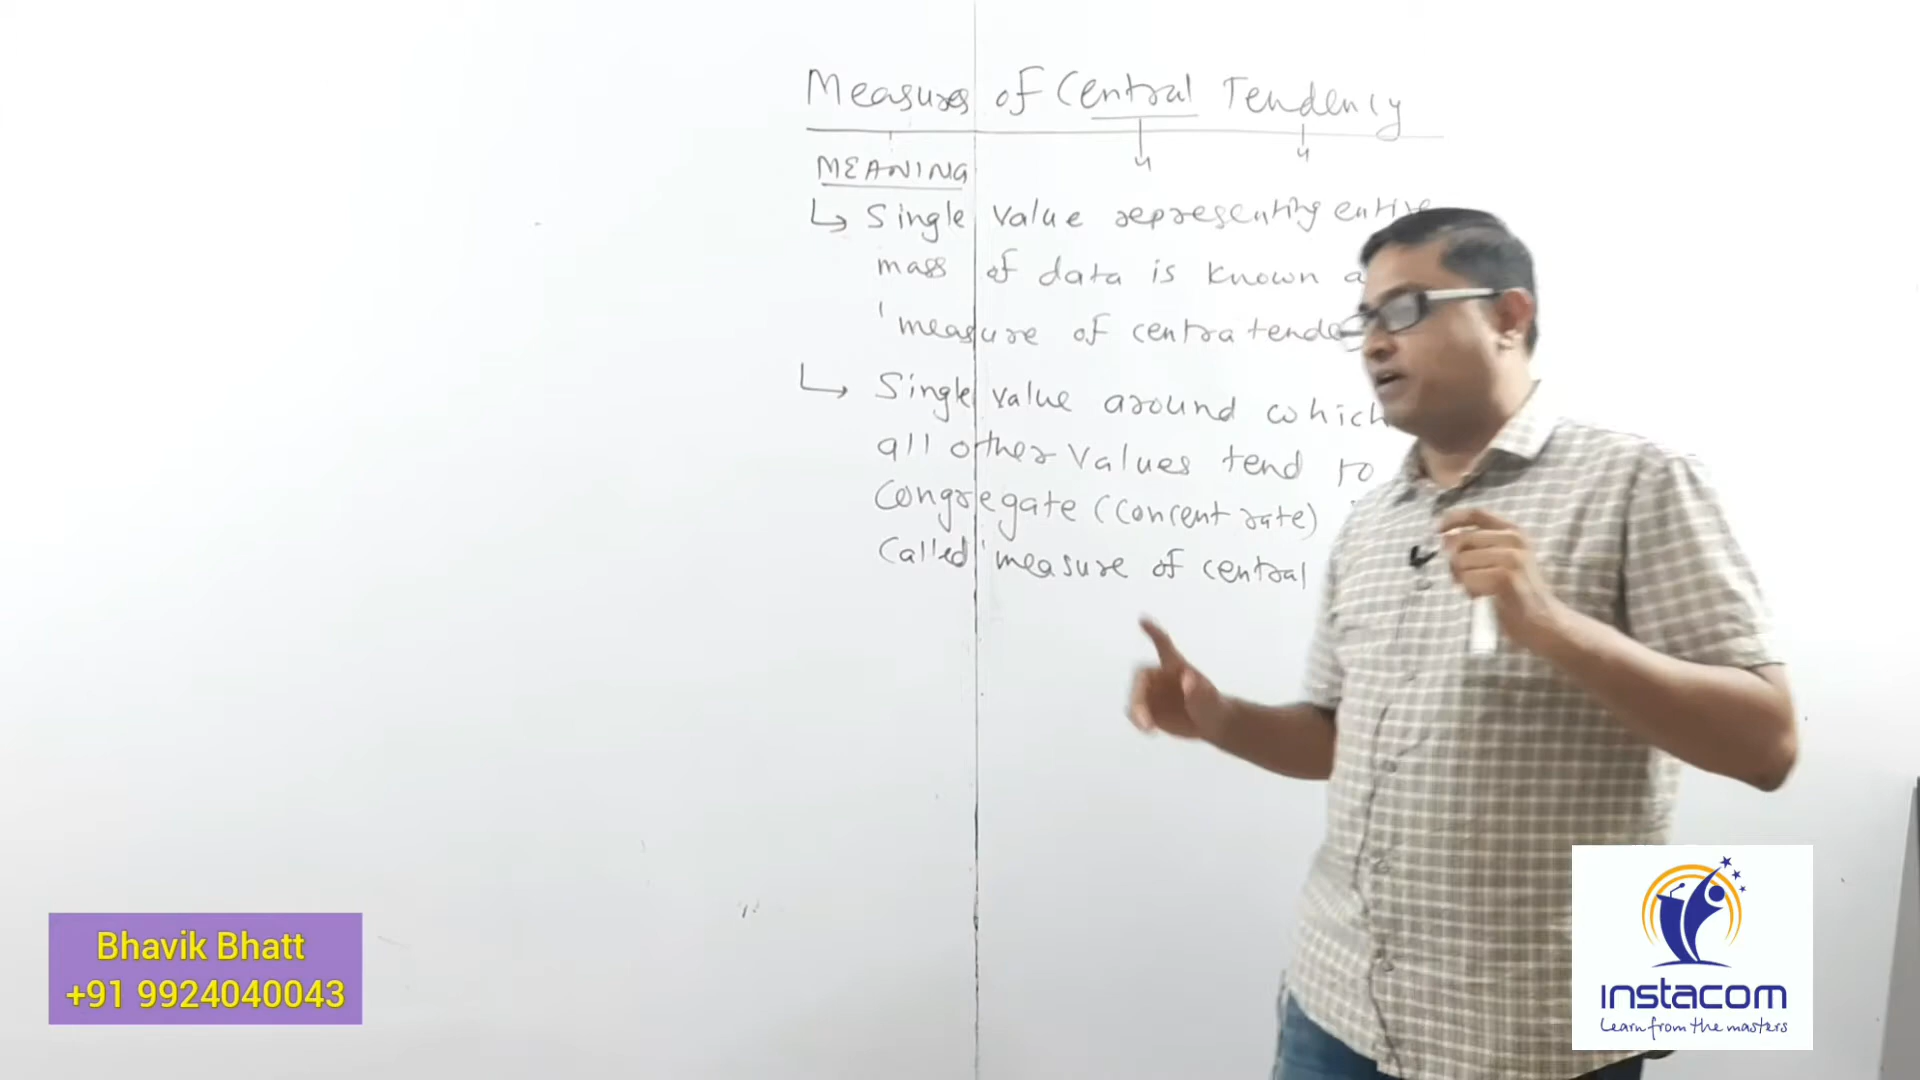 Measures of Central Tendency
MEANING
Single value representing entire
mass of data is known a
'measure of centra tende
Single value around which
all other values tend to
Congregate (Concentrate)
Called 'measure of central
Bhavik Bhatt
+91 9924040043
instacom
Learn from the masters